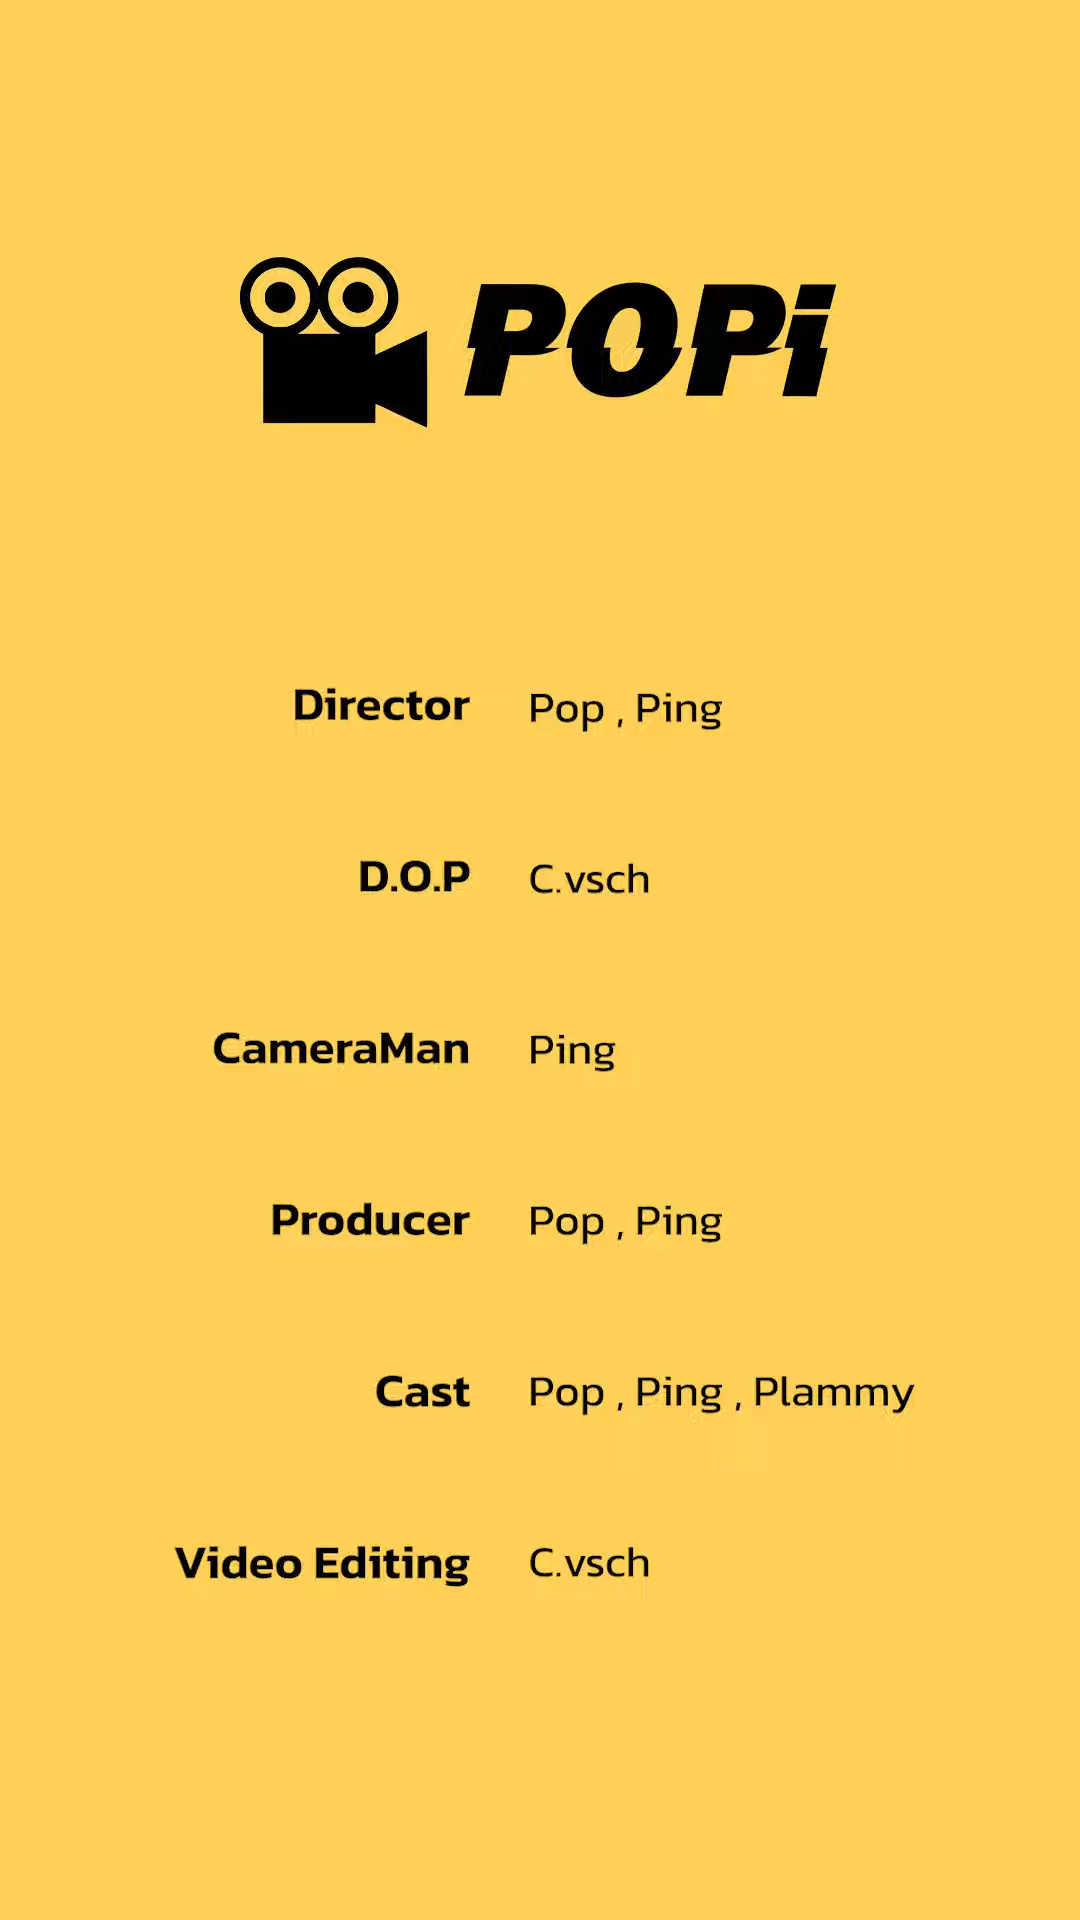 POPi
Director Pop , Ping
D.O.P C.vsch
CameraMan Ping
Producer Pop , Ping
Cast Pop , Ping , Plammy
Video Editing C.vsch